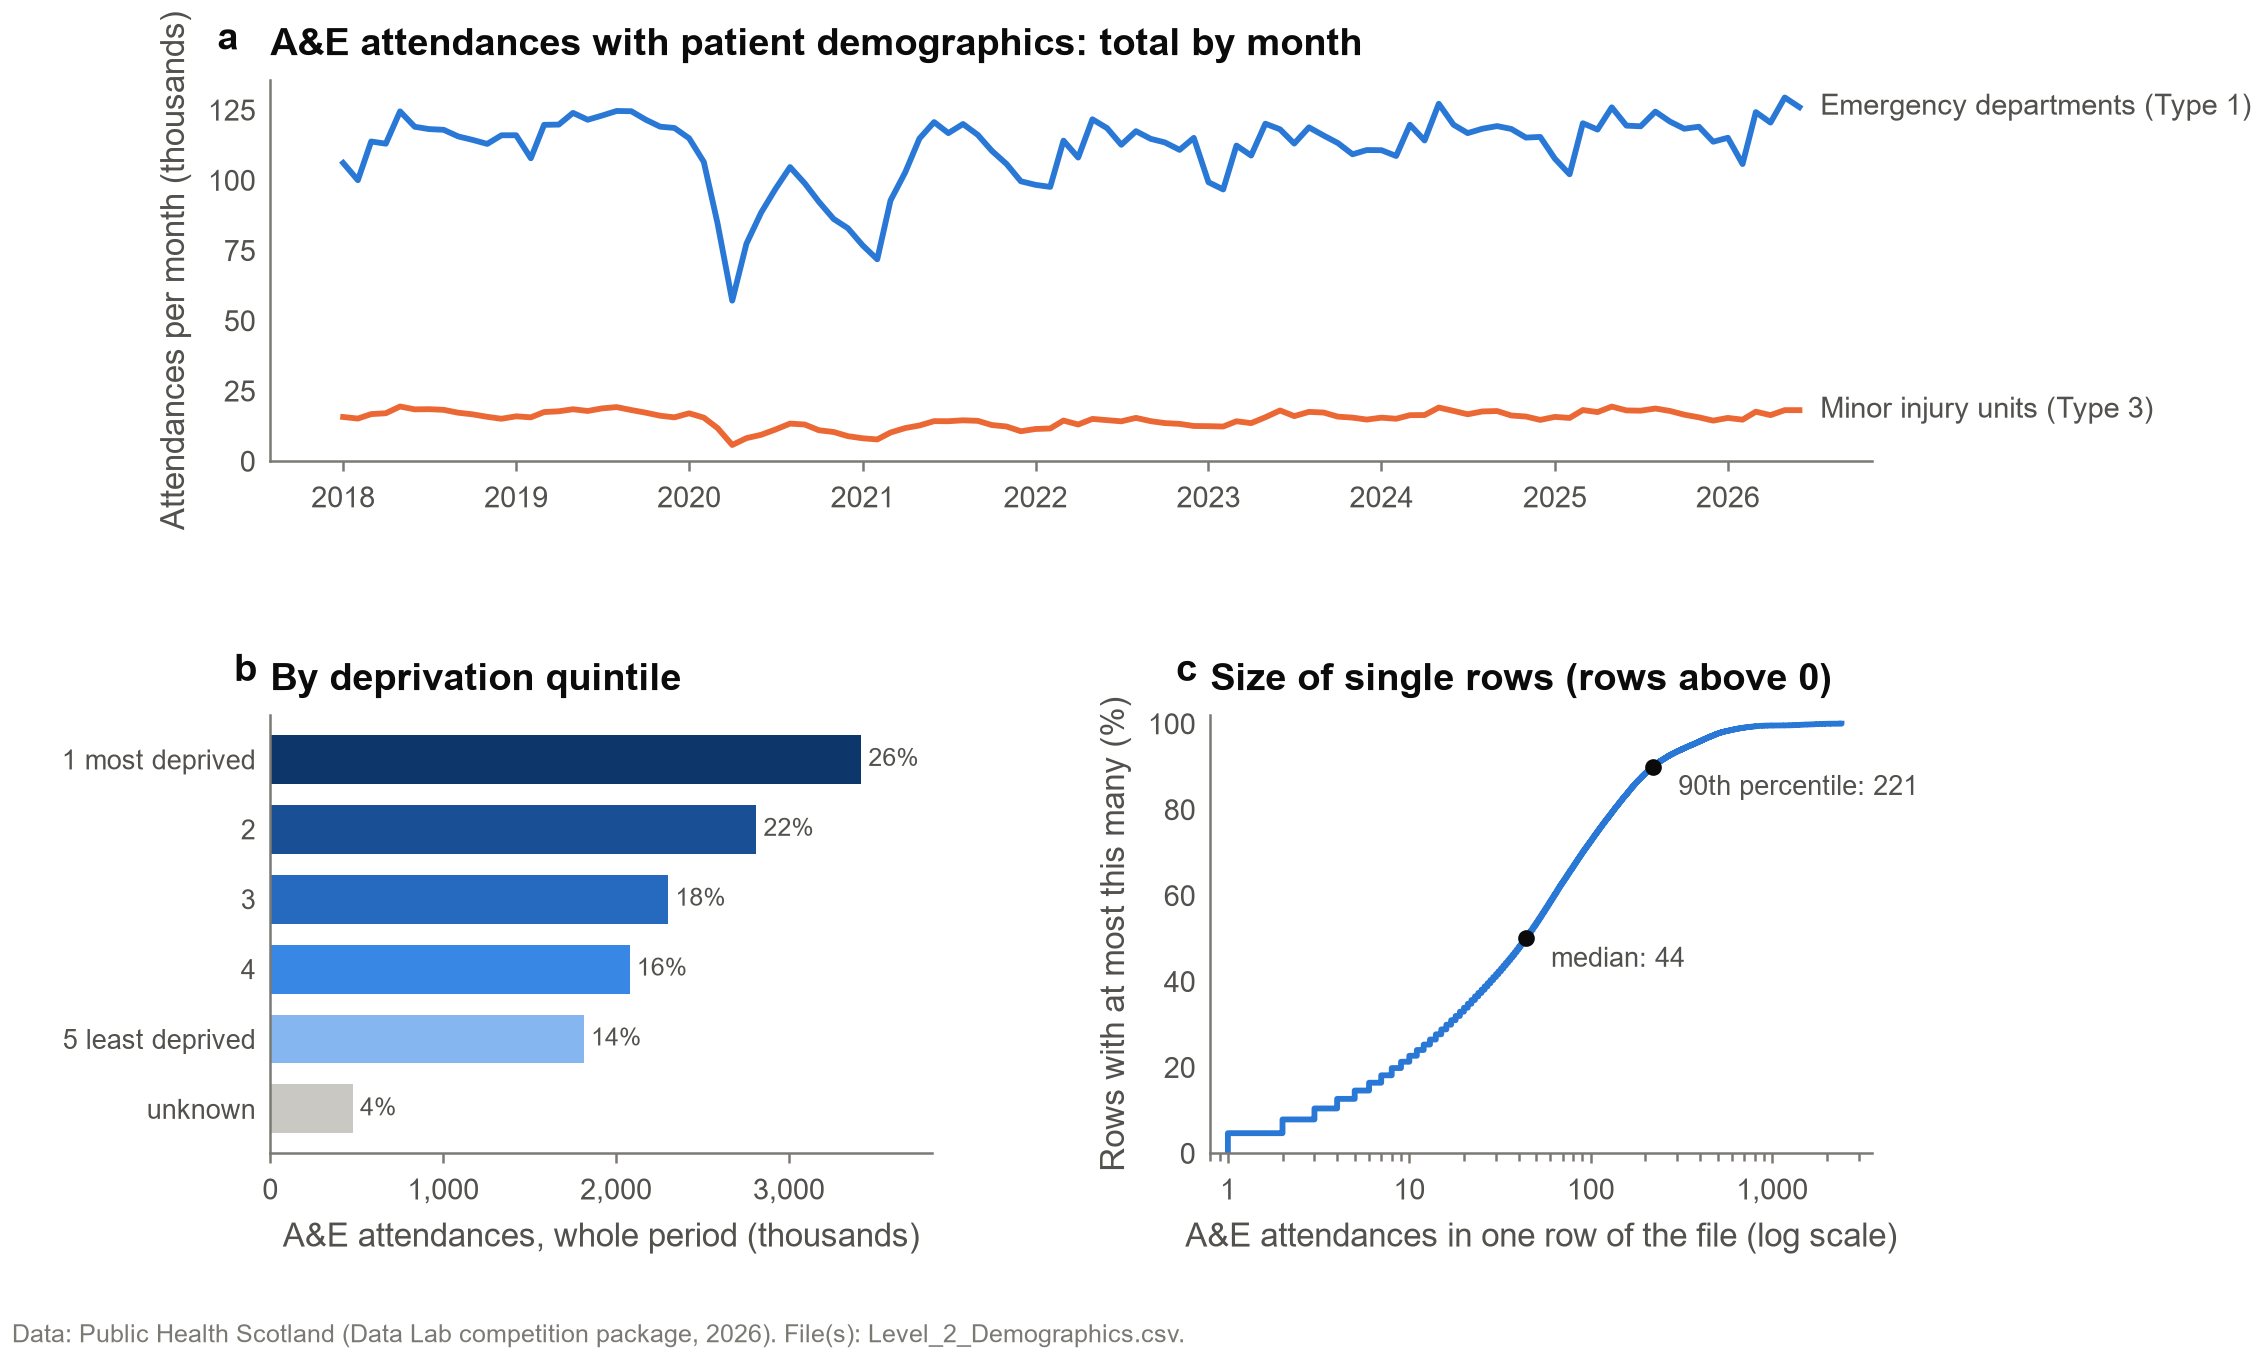 a A&E attendances with patient demographics: total by month
Attendances per month (thousands)
125
100
75
50
25
0
Emergency departments (Type 1)
Minor injury units (Type 3)
2018 2019 2020 2021 2022 2023 2024 2025 2026
b By deprivation quintile
1 most deprived 26%
2 22%
3 18%
4 16%
5 least deprived 14%
unknown 4%
0 1,000 2,000 3,000
A&E attendances, whole period (thousands)
c Size of single rows (rows above 0)
Rows with at most this many (%)
100
80
60
40
20
0
90th percentile: 221
median: 44
1 10 100 1,000
A&E attendances in one row of the file (log scale)
Data: Public Health Scotland (Data Lab competition package, 2026). File(s): Level_2_Demographics.csv.